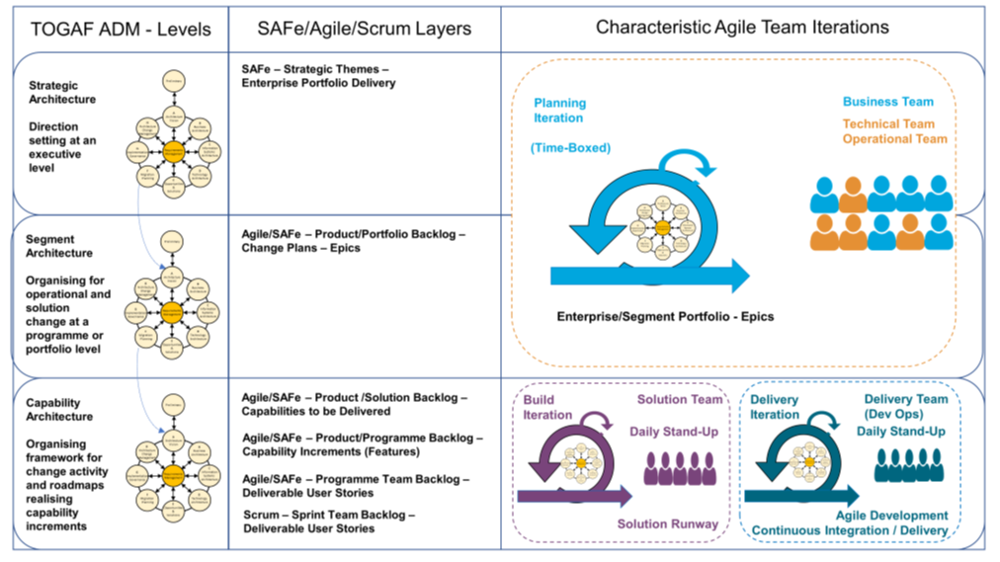 TOGAF ADM - Levels
SAFe/Agile/Scrum Layers
Characteristic Agile Team Iterations
Strategic
Architecture
Direction
setting at an
executive
level
SAFe – Strategic Themes –
Enterprise Portfolio Delivery
Planning
Iteration
(Time-Boxed)
Business Team
Technical Team
Operational Team
Enterprise/Segment Portfolio - Epics
Segment
Architecture
Organising for
operational and
solution
change at a
programme or
portfolio level
Agile/SAFe – Product/Portfolio Backlog –
Change Plans – Epics
Capability
Architecture
Organising
framework for
change activity
and roadmaps
realising
capability
increments
Agile/SAFe – Product /Solution Backlog –
Capabilities to be Delivered
Agile/SAFe – Product/Programme Backlog –
Capability Increments (Features)
Agile/SAFe – Programme Team Backlog –
Deliverable User Stories
Scrum – Sprint Team Backlog –
Deliverable User Stories
Build
Iteration
Solution Team
Daily Stand-Up
Solution Runway
Delivery
Iteration
Delivery Team
(Dev Ops)
Daily Stand-Up
Agile Development
Continuous Integration / Delivery